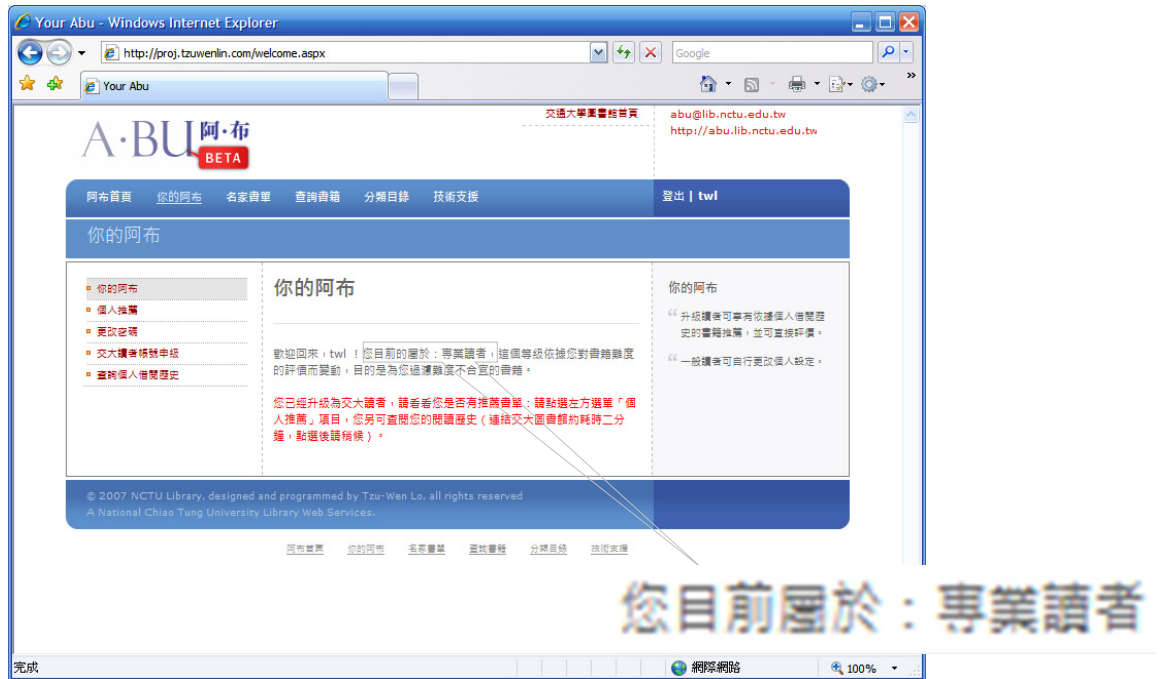 Your Abu - Windows Internet Explorer
http://proj.tzuwenlin.com/welcome.aspx
Google
Your Abu
»
A·BU 阿·布
BETA
交通大學圖書館首頁
abu@lib.nctu.edu.tw
http://abu.lib.nctu.edu.tw
阿布首頁 你的阿布 名家書單 查詢書籍 分類目錄 技術支援
登出 | twl
你的阿布
你的阿布
個人推薦
更改密碼
交大讀者帳號申級
查詢個人借閱歷史
你的阿布
歡迎回來，twl ！您目前的屬於：專業讀者，這個等級依據您對書籍難度
的評價而變動，目的是為您過濾難度不合宜的書籍。
您已經升級為交大讀者，請看看您是否有推薦書單：請點選左方選單「個
人推薦」項目，您另可查閱您的閱讀歷史（連結交大圖書館約耗時二分
鐘，點選後請稍候）。
你的阿布
“ 升級讀者可享有依據個人借閱歷
史的書籍推薦，並可直接評價。
“ 一般讀者可自行更改個人設定。
© 2007 NCTU Library. designed and programmed by Tzu-Wen Lo. all rights reserved
A National Chiao Tung University Library Web Services.
阿布首頁 你的阿布 名家書單 查詢書籍 分類目錄 技術支援
您目前屬於：專業讀者
完成
網際網路
100%